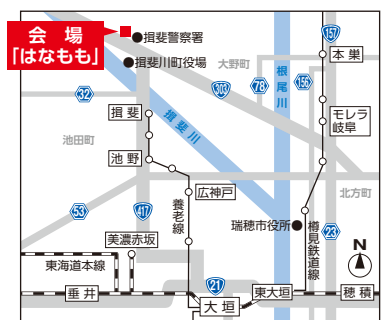 会場
「はなもも」
揖斐警察署
揖斐川町役場
大野町
157
本巣
303
78
根尾川
156
32
揖斐
揖斐川
モレラ
岐阜
池田町
池野
広神戸
北方町
53
417
養老線
瑞穂市役所
樽見鉄道線
23
美濃赤坂
東海道本線
N
21
垂井
大垣
東大垣
穂積